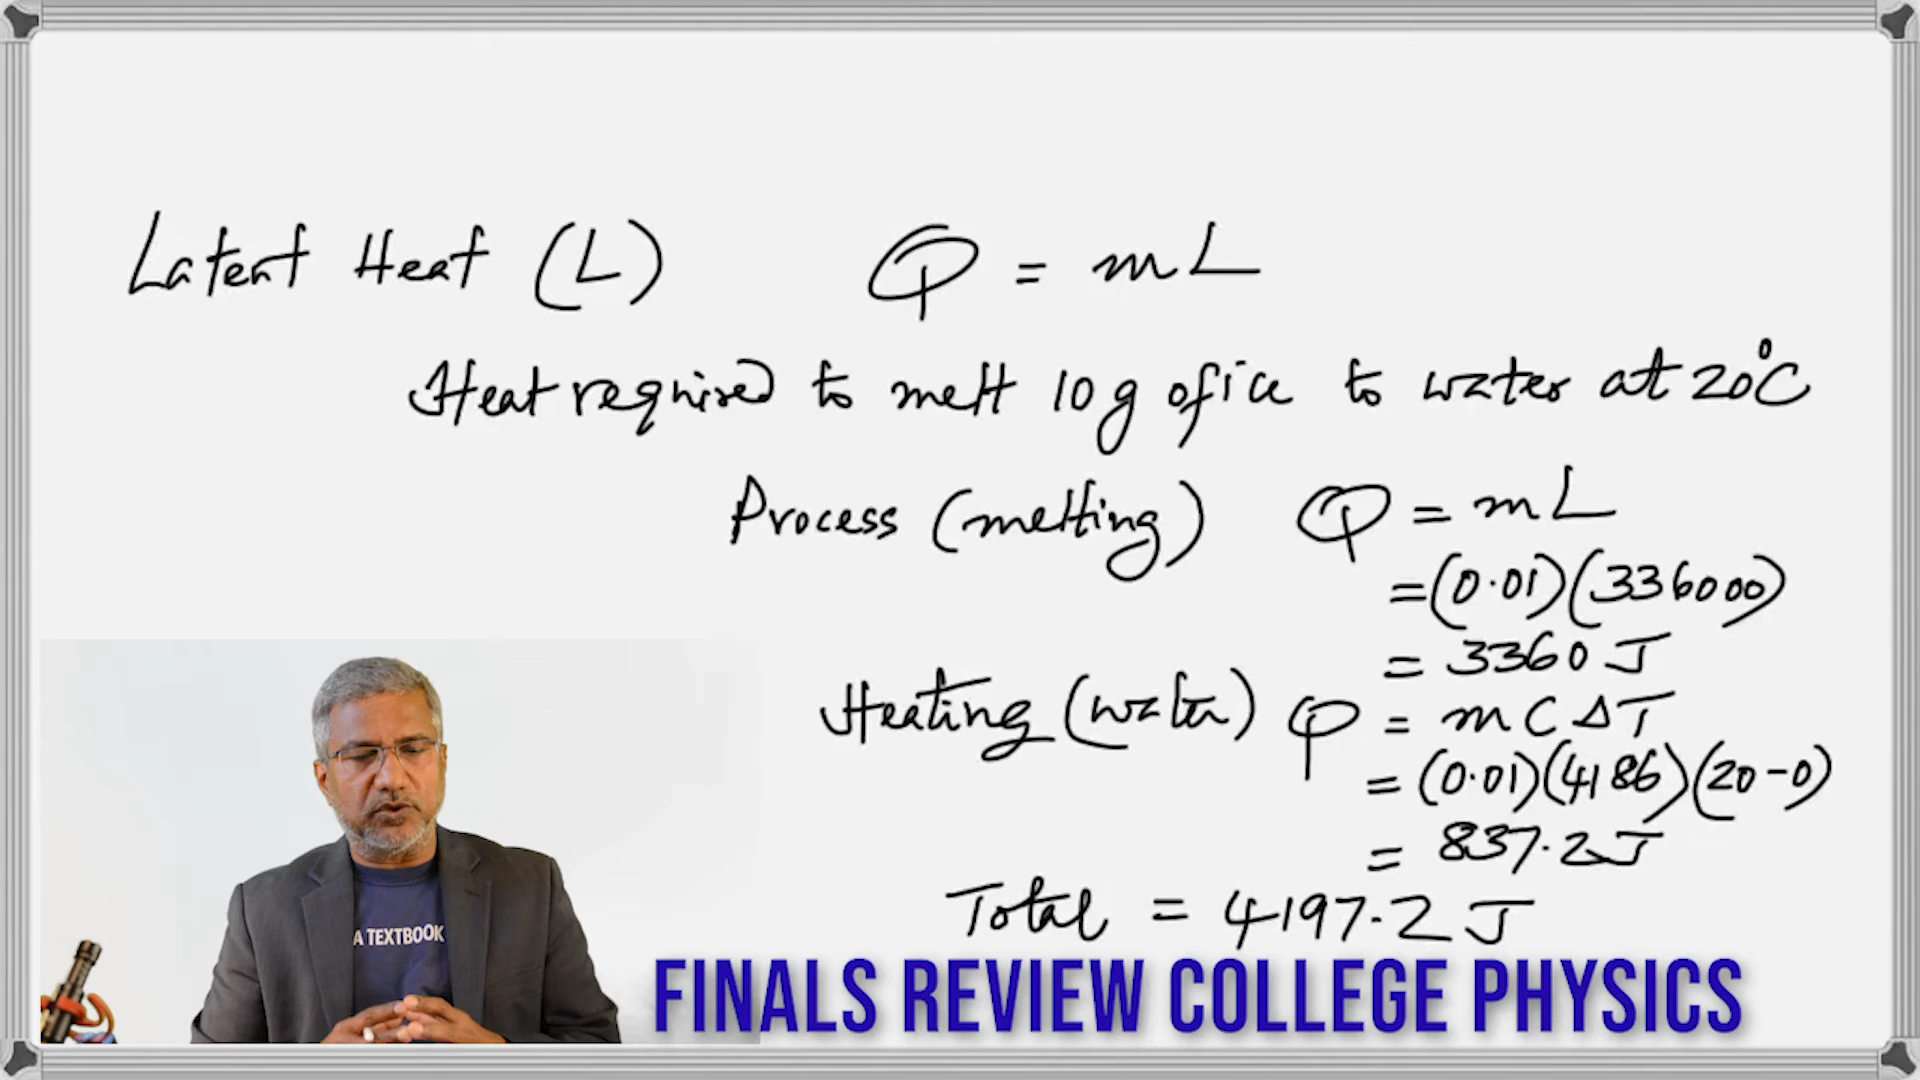 Latent Heat (L) Q = mL
Heat required to melt 10g of ice to water at 20°C
Process (melting) Q = mL
= (0.01)(336000)
= 3360 J
Heating (water) Q = mCΔT
= (0.01)(4186)(20-0)
= 837.2 J
Total = 4197.2 J
A TEXTBOOK
FINALS REVIEW COLLEGE PHYSICS